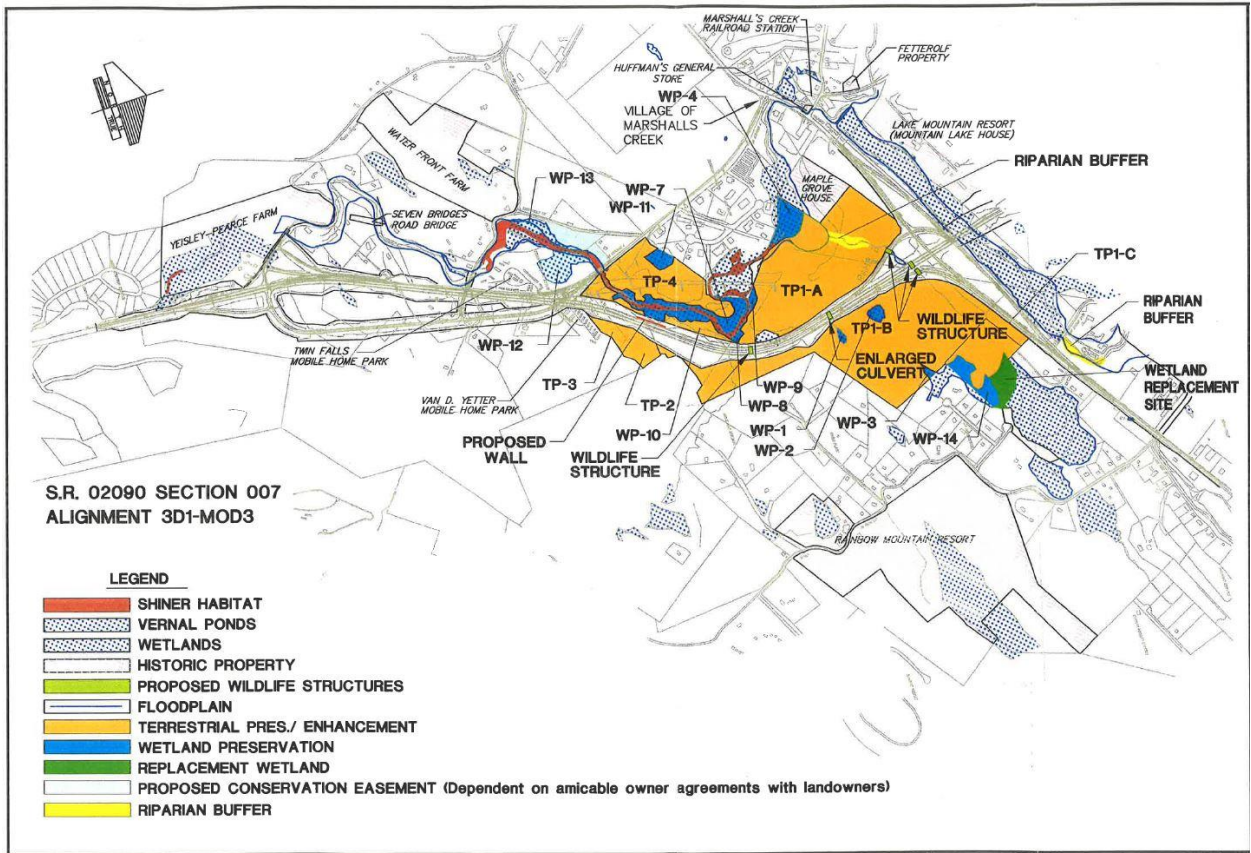 MARSHALL'S CREEK
RAILROAD STATION
FETTEROLF
PROPERTY
HUFFMAN'S GENERAL
STORE
WP-4
VILLAGE OF
MARSHALLS
CREEK
LAKE MOUNTAIN RESORT
(MOUNTAIN LAKE HOUSE)
RIPARIAN BUFFER
WATER FRONT FARM
WP-13
WP-7
WP-11
MAPLE
GROVE
HOUSE
SEVEN BRIDGES
ROAD BRIDGE
YEISLEY-PEARCE FARM
TP-4
TP1-A
TP1-C
RIPARIAN
BUFFER
TP1-B
WILDLIFE
STRUCTURE
TWIN FALLS
MOBILE HOME PARK
WP-12
ENLARGED
CULVERT
WETLAND
REPLACEMENT
SITE
VAN D. YETTER
MOBILE HOME PARK
TP-3
TP-2
WP-9
WP-8
WP-10
WP-1
WP-2
WP-3
WP-14
PROPOSED
WALL
WILDLIFE
STRUCTURE
RAINBOW MOUNTAIN RESORT
S.R. 02090 SECTION 007
ALIGNMENT 3D1-MOD3
LEGEND
SHINER HABITAT
VERNAL PONDS
WETLANDS
HISTORIC PROPERTY
PROPOSED WILDLIFE STRUCTURES
FLOODPLAIN
TERRESTRIAL PRES./ ENHANCEMENT
WETLAND PRESERVATION
REPLACEMENT WETLAND
PROPOSED CONSERVATION EASEMENT (Dependent on amicable owner agreements with landowners)
RIPARIAN BUFFER